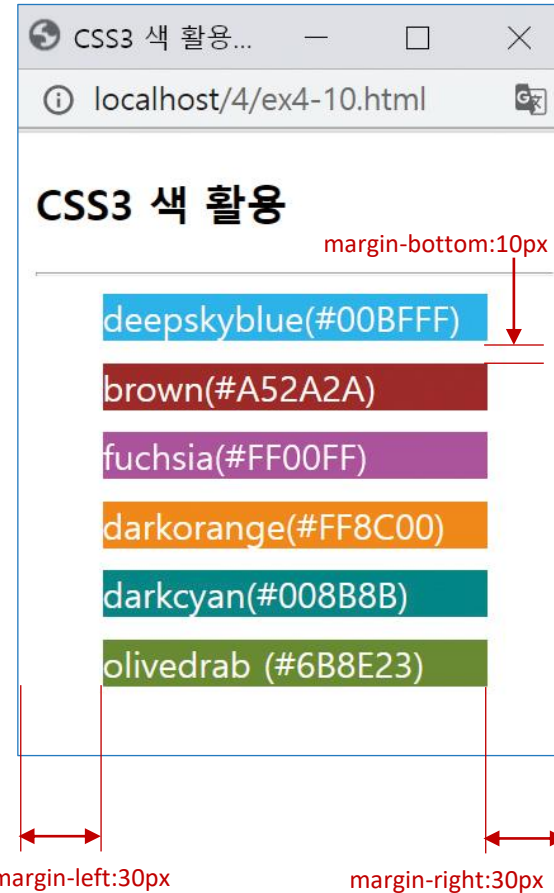 CSS3 색 활용...
localhost/4/ex4-10.html
CSS3 색 활용
margin-bottom:10px
deepskyblue(#00BFFF)
brown(#A52A2A)
fuchsia(#FF00FF)
darkorange(#FF8C00)
darkcyan(#008B8B)
olivedrab (#6B8E23)
margin-left:30px
margin-right:30px